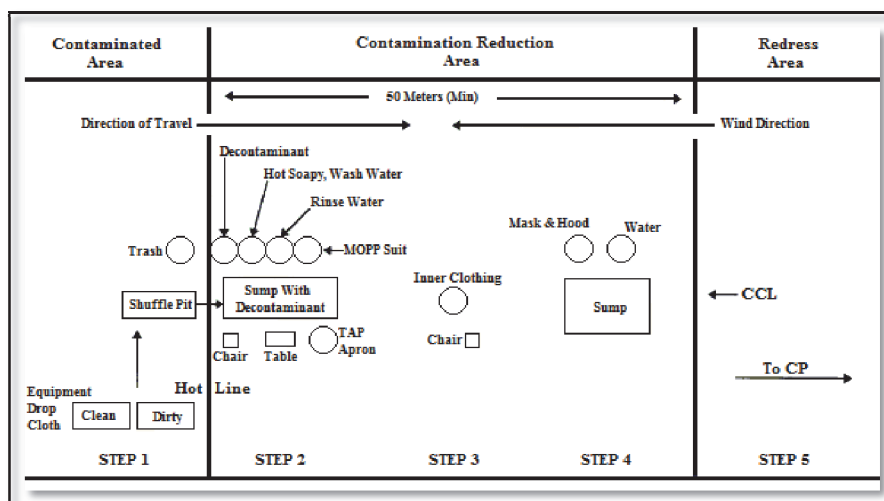 Contaminated
Area
Contamination Reduction
Area
Redress
Area
50 Meters (Min)
Direction of Travel
Wind Direction
Decontaminant
Hot Soapy, Wash Water
Rinse Water
Trash
MOPP Suit
Mask & Hood
Water
Shuffle Pit
Sump With
Decontaminant
Inner Clothing
Sump
CCL
Chair
Table
TAP
Apron
Chair
To CP
Equipment
Drop
Cloth
Clean
Dirty
Hot Line
STEP 1
STEP 2
STEP 3
STEP 4
STEP 5